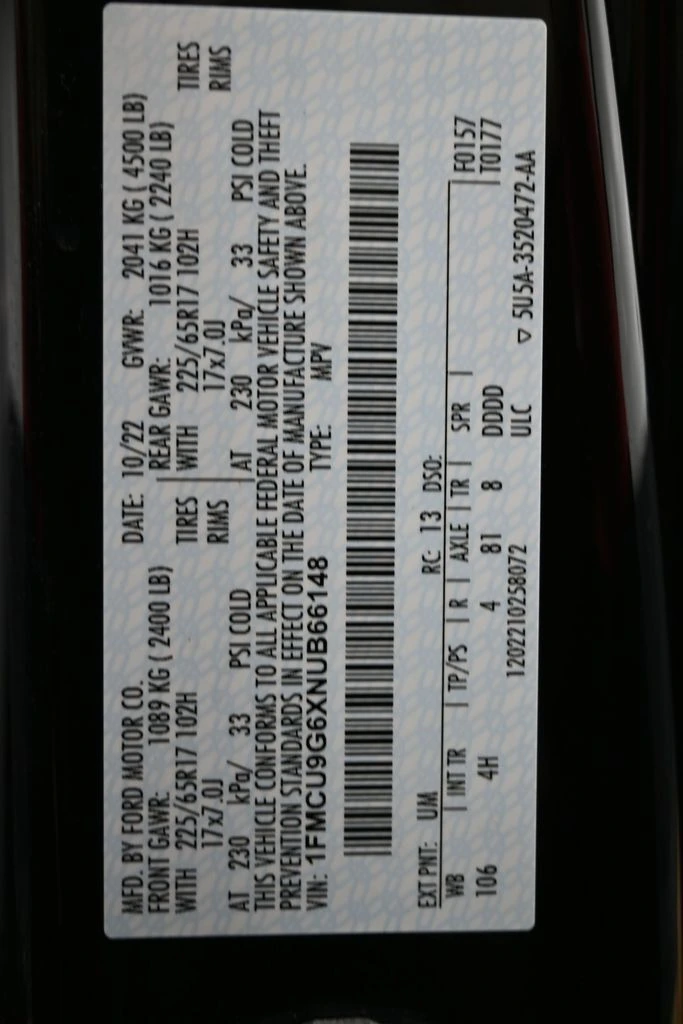 MFD. BY FORD MOTOR CO. DATE: 10/22 GVWR: 2041 KG ( 4500 LB)
FRONT GAWR: 1089 KG ( 2400 LB) REAR GAWR: 1016 KG ( 2240 LB)
WITH 225/65R17 102H TIRES WITH 225/65R17 102H TIRES
17x7.0J RIMS 17x7.0J RIMS
AT 230 kPa/ 33 PSI COLD AT 230 kPa/ 33 PSI COLD
THIS VEHICLE CONFORMS TO ALL APPLICABLE FEDERAL MOTOR VEHICLE SAFETY AND THEFT
PREVENTION STANDARDS IN EFFECT ON THE DATE OF MANUFACTURE SHOWN ABOVE.
VIN: 1FMCU9G6XNUB66148 TYPE: MPV
EXT PNT: UM RC: 13 DSO: F0157
WB | INT TR | TP/PS | R | AXLE | TR | SPR | T0177
106 4H 4 81 8 DDDD
1202210258072 ULC ▽ 5U5A-3520472-AA